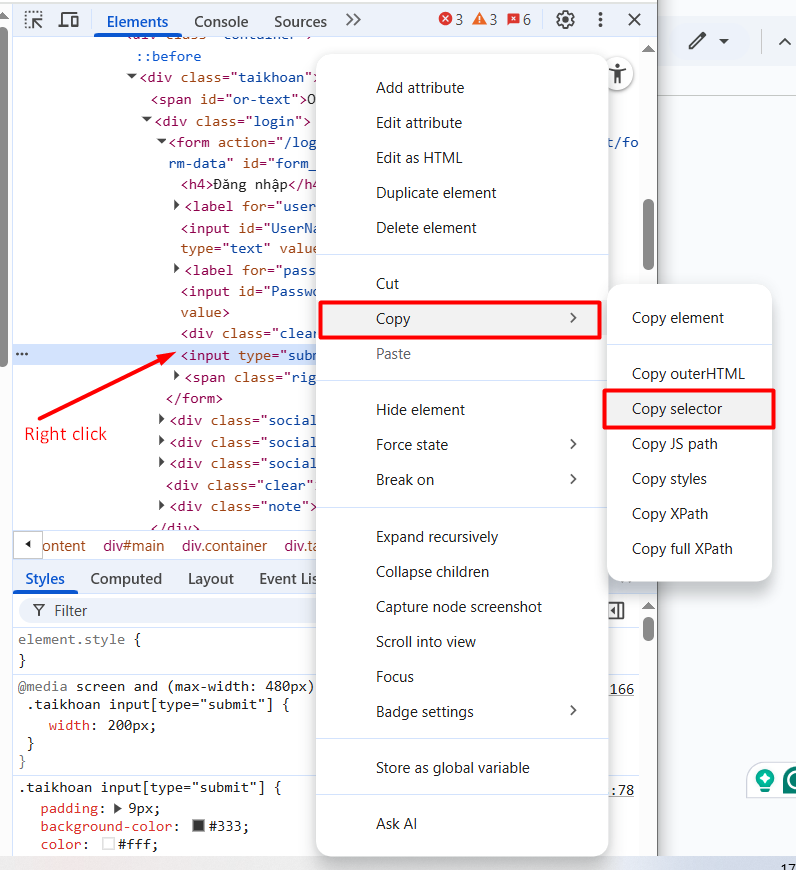 Elements Console Sources 3 3 6
<div class="container">
::before
<div class="taikhoan">
<span id="or-text">O
<div class="login">
<form action="/log t/fo
rm-data" id="form_
<h4>Đăng nhập</h4
<label for="user
<input id="UserNa
type="text" value
<label for="pass
<input id="Passwo
value>
<div class="clear
<input type="subm
<span class="rig
</form>
<div class="social
<div class="social
<div class="social
<div class="clear"
<div class="note">
</div>
Right click
ontent div#main div.container div.ta
Styles Computed Layout Event Lis
Filter
element.style {
}
@media screen and (max-width: 480px) 166
.taikhoan input[type="submit"] {
width: 200px;
}
}
.taikhoan input[type="submit"] { :78
padding: 9px;
background-color: #333;
color: #fff;
Add attribute
Edit attribute
Edit as HTML
Duplicate element
Delete element
Cut
Copy
Paste
Hide element
Force state
Break on
Expand recursively
Collapse children
Capture node screenshot
Scroll into view
Focus
Badge settings
Store as global variable
Ask AI
Copy element
Copy outerHTML
Copy selector
Copy JS path
Copy styles
Copy XPath
Copy full XPath
17